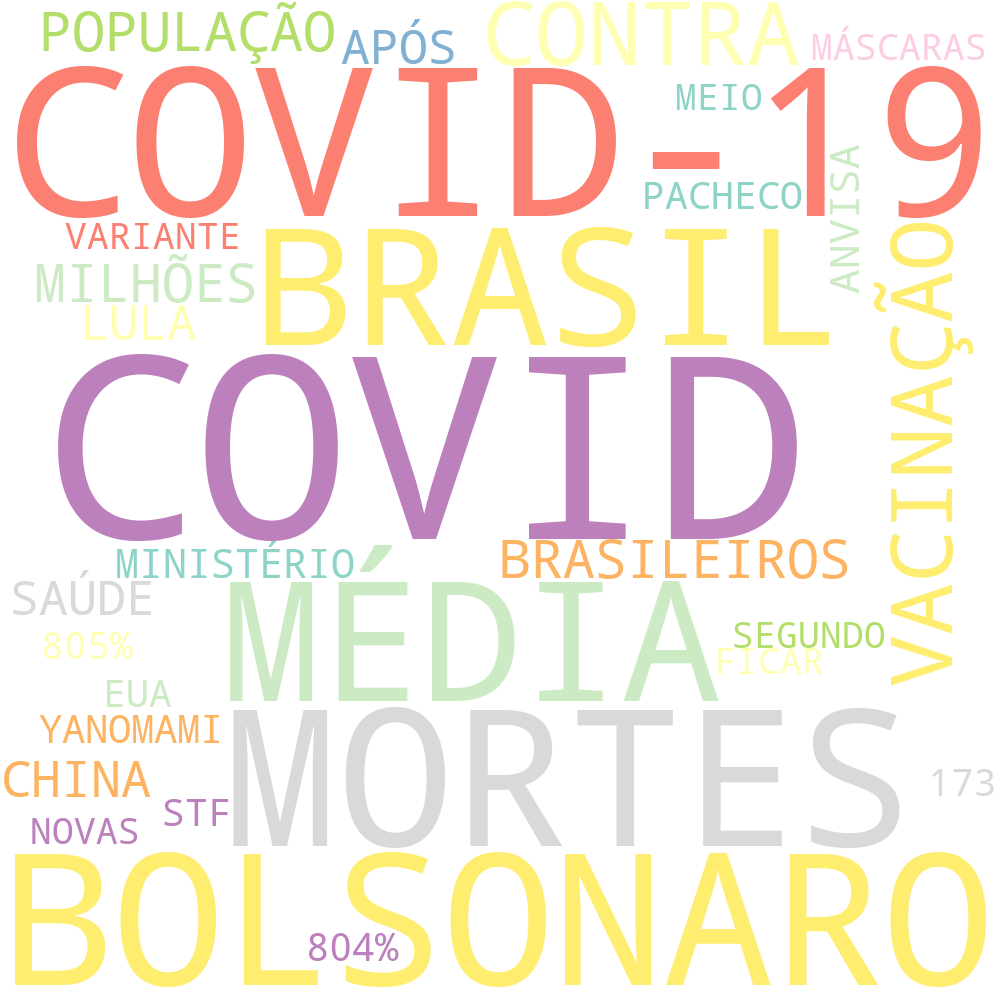 POPULAÇÃO
APÓS
CONTRA
MÁSCARAS
COVID-19
MEIO
PACHECO
ANVISA
VARIANTE
BRASIL
MILHÕES
LULA
VACINAÇÃO
COVID
MINISTÉRIO
BRASILEIROS
SAÚDE
MÉDIA
805%
SEGUNDO
FICAR
EUA
YANOMAMI
MORTES
CHINA
173
STF
NOVAS
BOLSONARO
804%